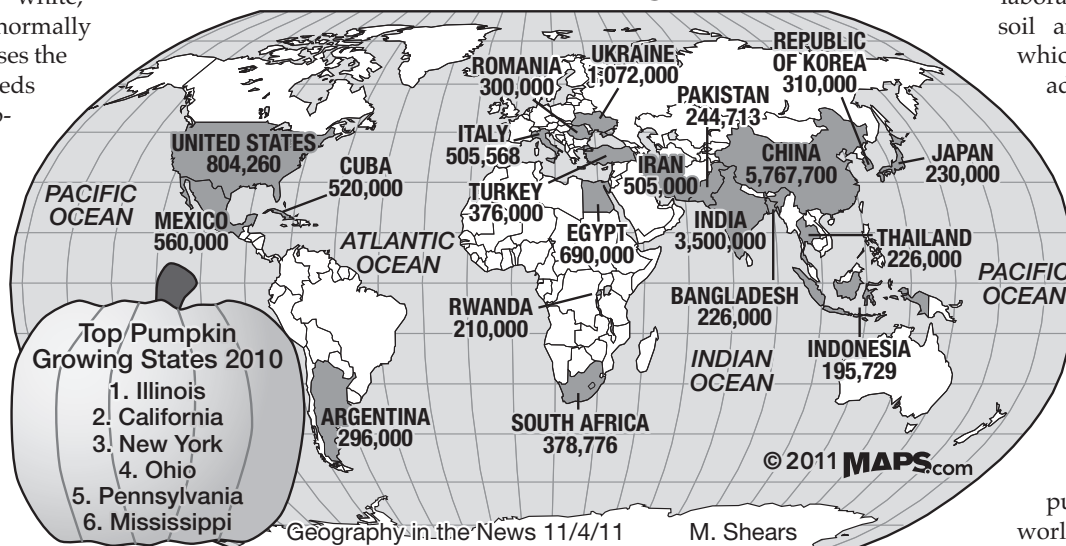 white,
normally
ses the
eds
labora
soil a
whic
ac
ROMANIA
300,000
UKRAINE
1,072,000
REPUBLIC
OF KOREA
310,000
PAKISTAN
244,713
UNITED STATES
804,260
ITALY
505,568
CUBA
520,000
IRAN
505,000
CHINA
5,767,700
JAPAN
230,000
PACIFIC
OCEAN
TURKEY
376,000
MEXICO
560,000
ATLANTIC
OCEAN
EGYPT
690,000
INDIA
3,500,000
THAILAND
226,000
PACIFIC
OCEAN
RWANDA
210,000
BANGLADESH
226,000
INDIAN
OCEAN
INDONESIA
195,729
ARGENTINA
296,000
SOUTH AFRICA
378,776
Top Pumpkin
Growing States 2010
1. Illinois
2. California
3. New York
4. Ohio
5. Pennsylvania
6. Mississippi
© 2011 MAPS.com
Geography in the News 11/4/11 M. Shears
pu
worl